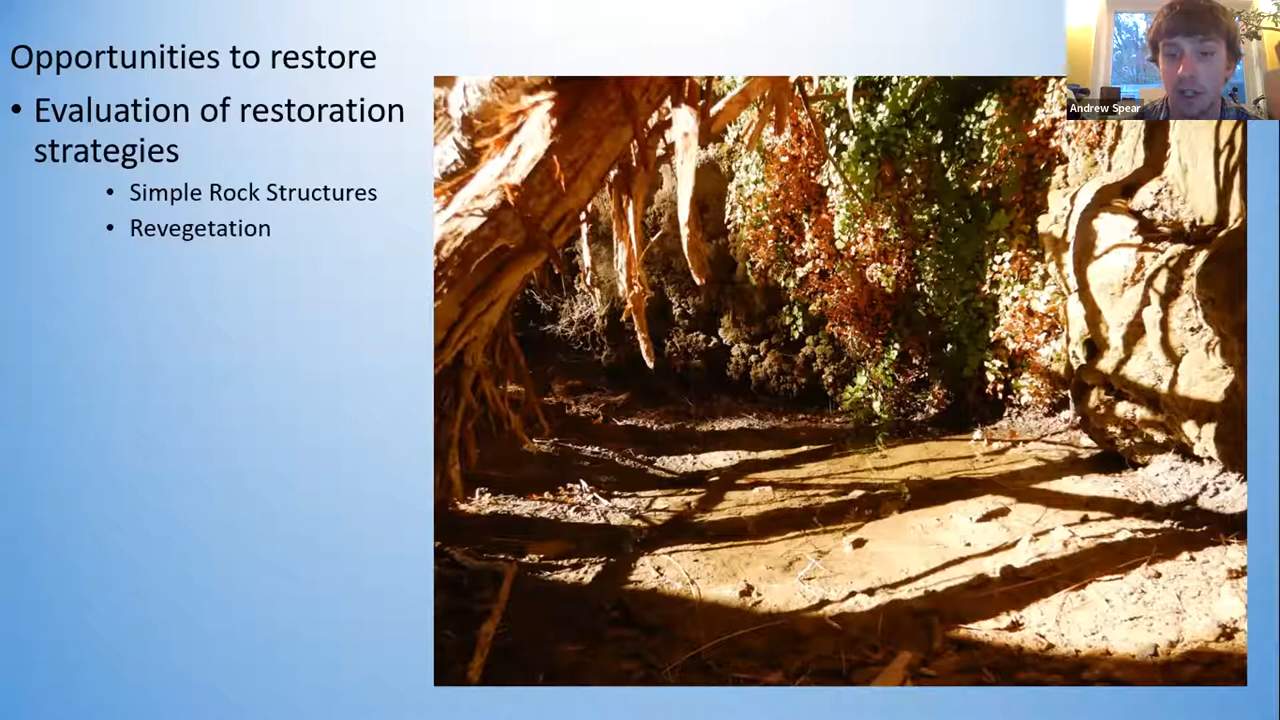 Opportunities to restore
• Evaluation of restoration
strategies
• Simple Rock Structures
• Revegetation
Andrew Spear